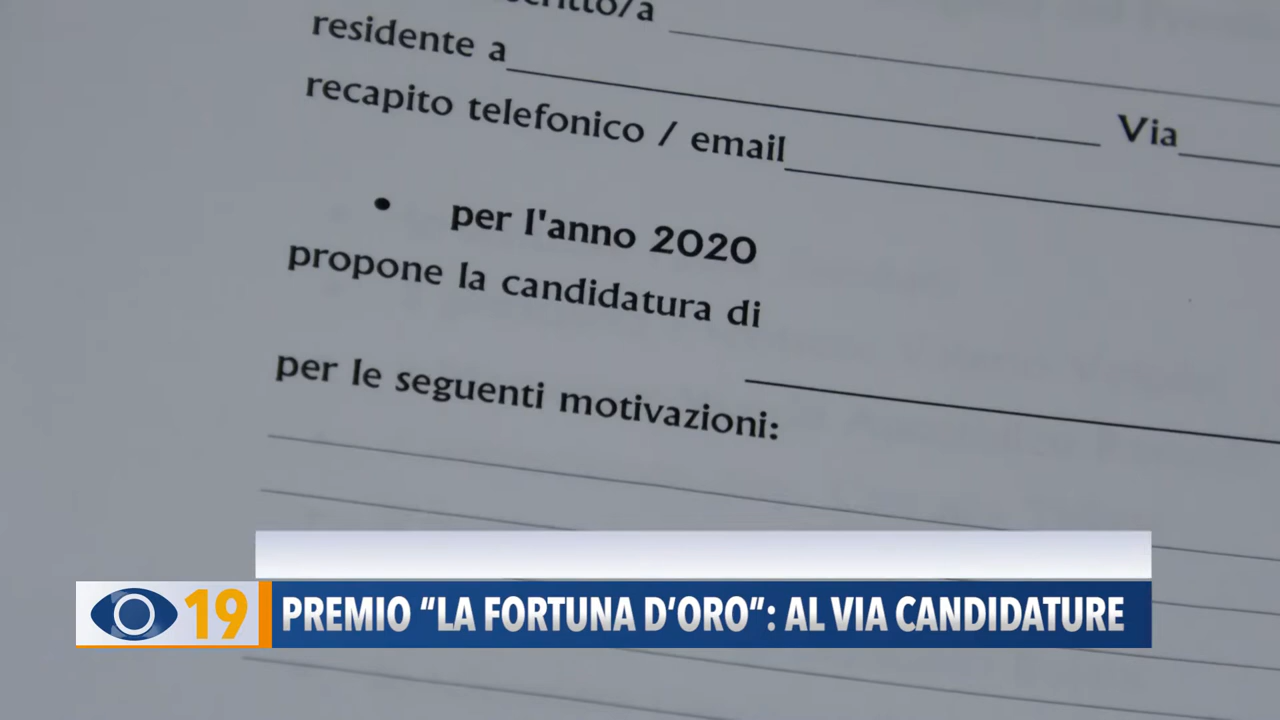 residente a Via
recapito telefonico / email
• per l'anno 2020
propone la candidatura di
per le seguenti motivazioni:
19
PREMIO “LA FORTUNA D’ORO”: AL VIA CANDIDATURE